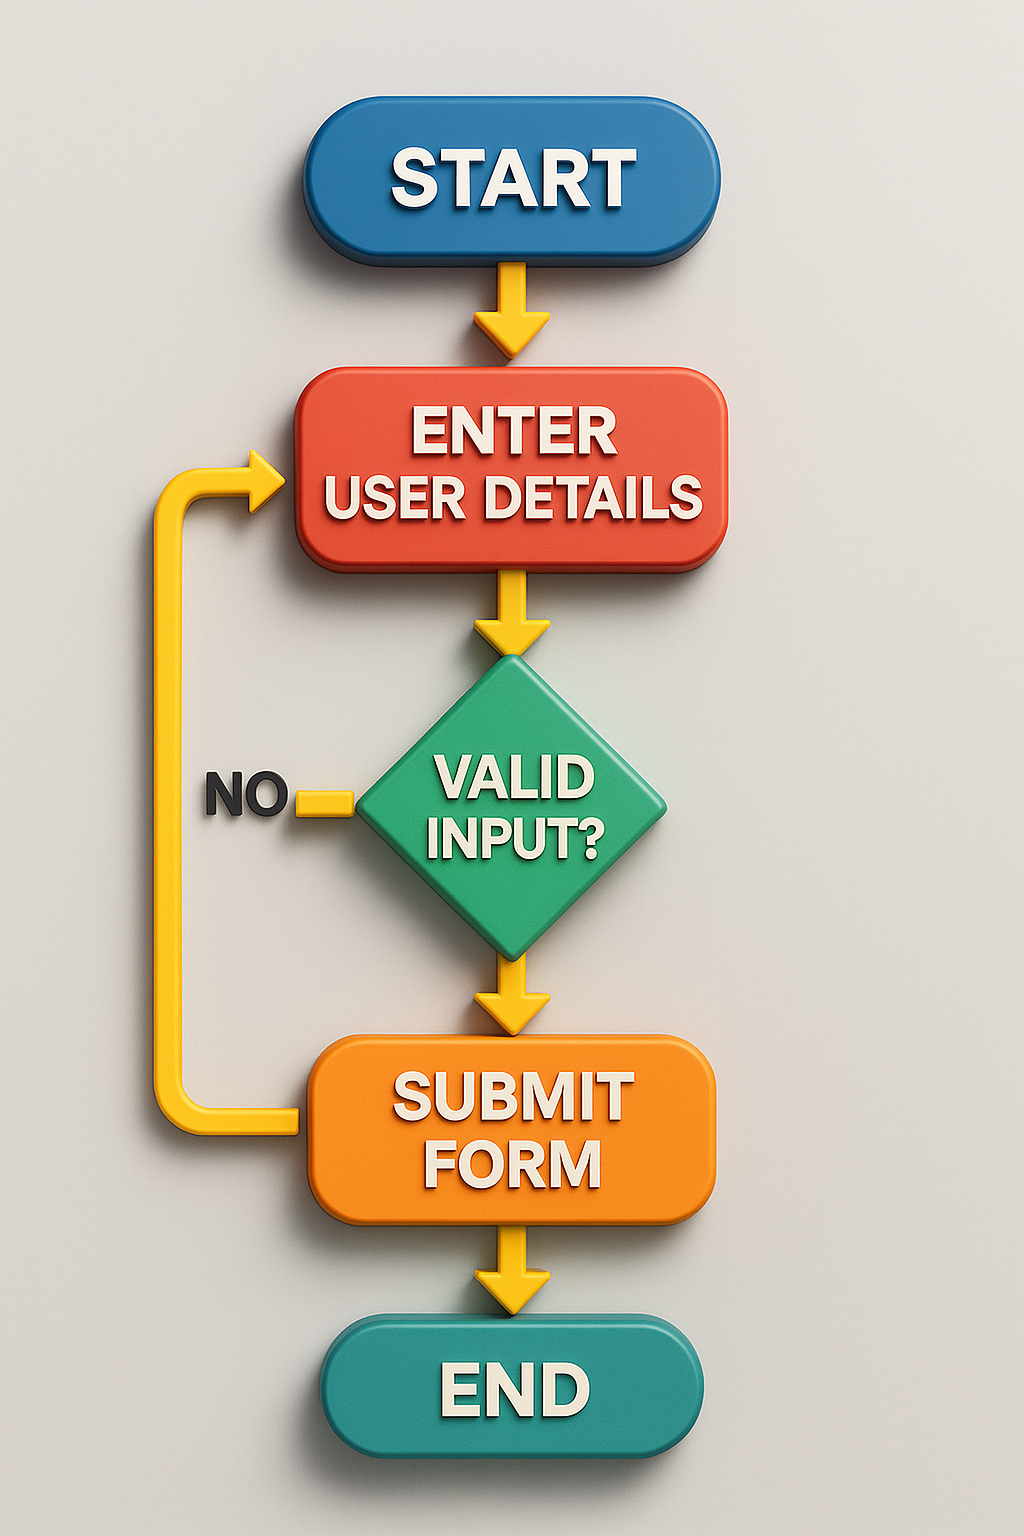 START
ENTER
USER DETAILS
VALID
INPUT?
NO
SUBMIT
FORM
END